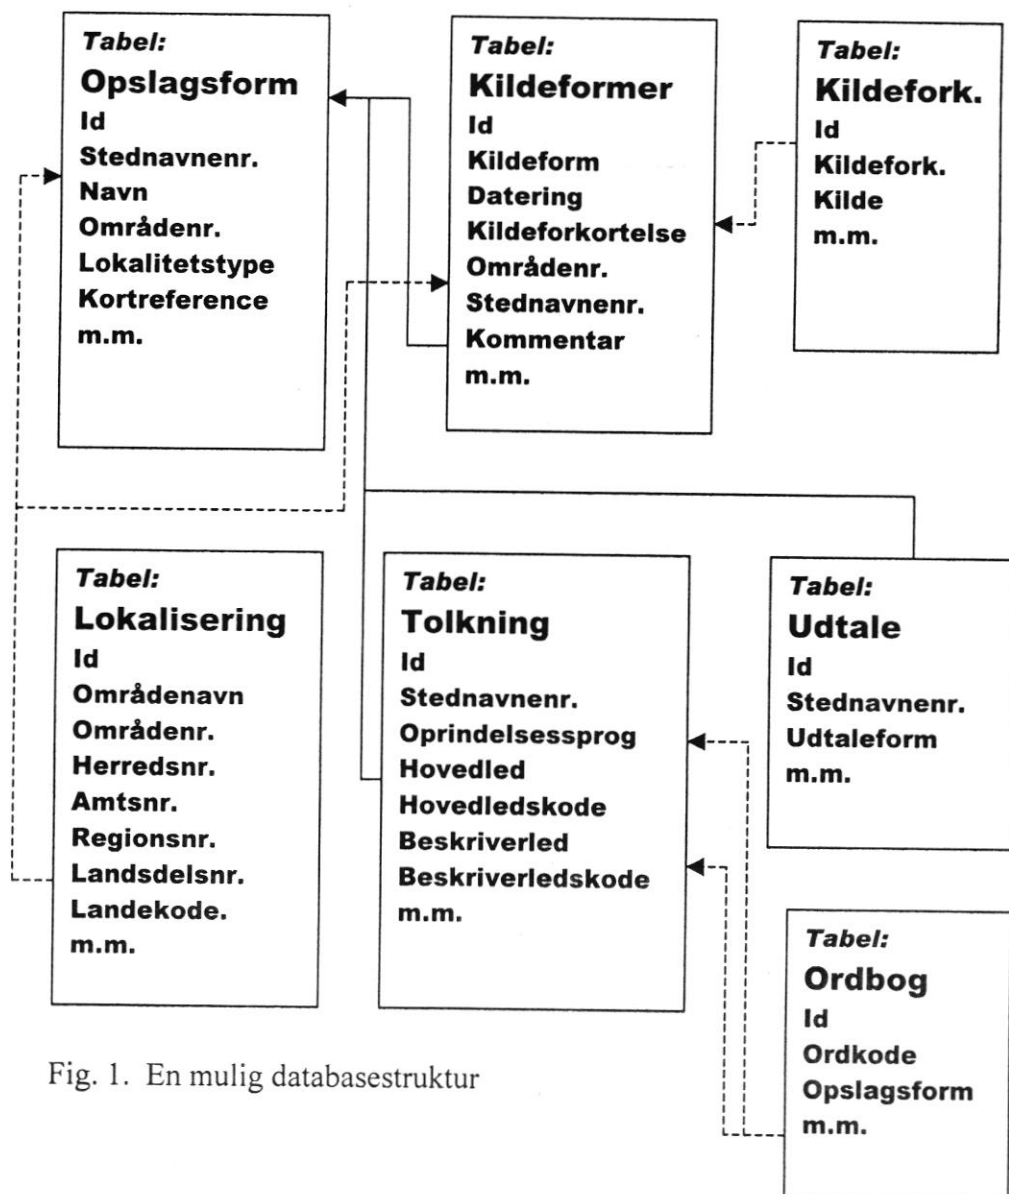 Tabel:
Opslagsform
Id
Stednavnenr.
Navn
Områdenr.
Lokalitetstype
Kortreference
m.m.
Tabel:
Kildeformer
Id
Kildeform
Datering
Kildeforkortelse
Områdenr.
Stednavnenr.
Kommentar
m.m.
Tabel:
Kildefork.
Id
Kildefork.
Kilde
m.m.
Tabel:
Lokalisering
Id
Områdenavn
Områdenr.
Herredsnr.
Amtsnr.
Regionsnr.
Landsdelsnr.
Landekode.
m.m.
Tabel:
Tolkning
Id
Stednavnenr.
Oprindelsessprog
Hovedled
Hovedledskode
Beskriverled
Beskriverledskode
m.m.
Tabel:
Udtale
Id
Stednavnenr.
Udtaleform
m.m.
Tabel:
Ordbog
Id
Ordkode
Opslagsform
m.m.
Fig. 1. En mulig databasestruktur